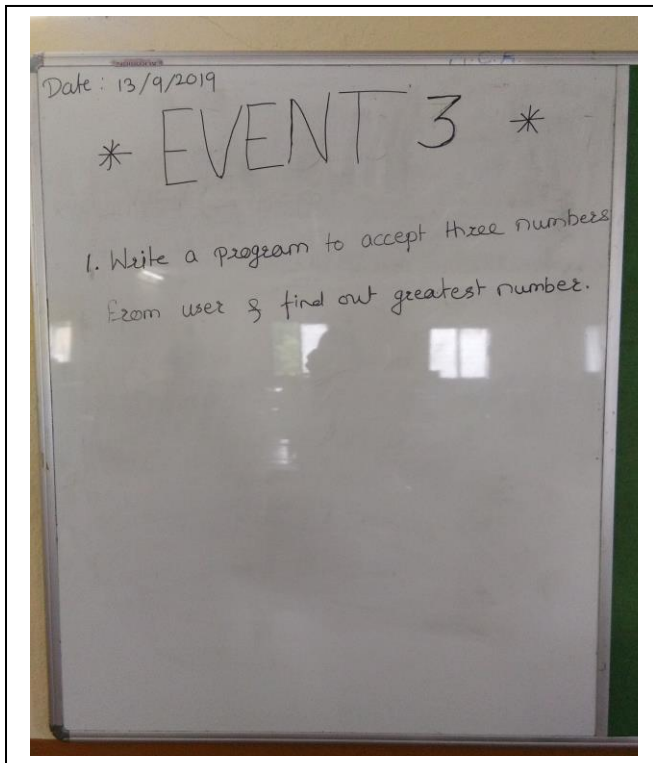 Date : 13/9/2019
* EVENT 3 *
1. Write a program to accept three numbers
from user & find out greatest number.